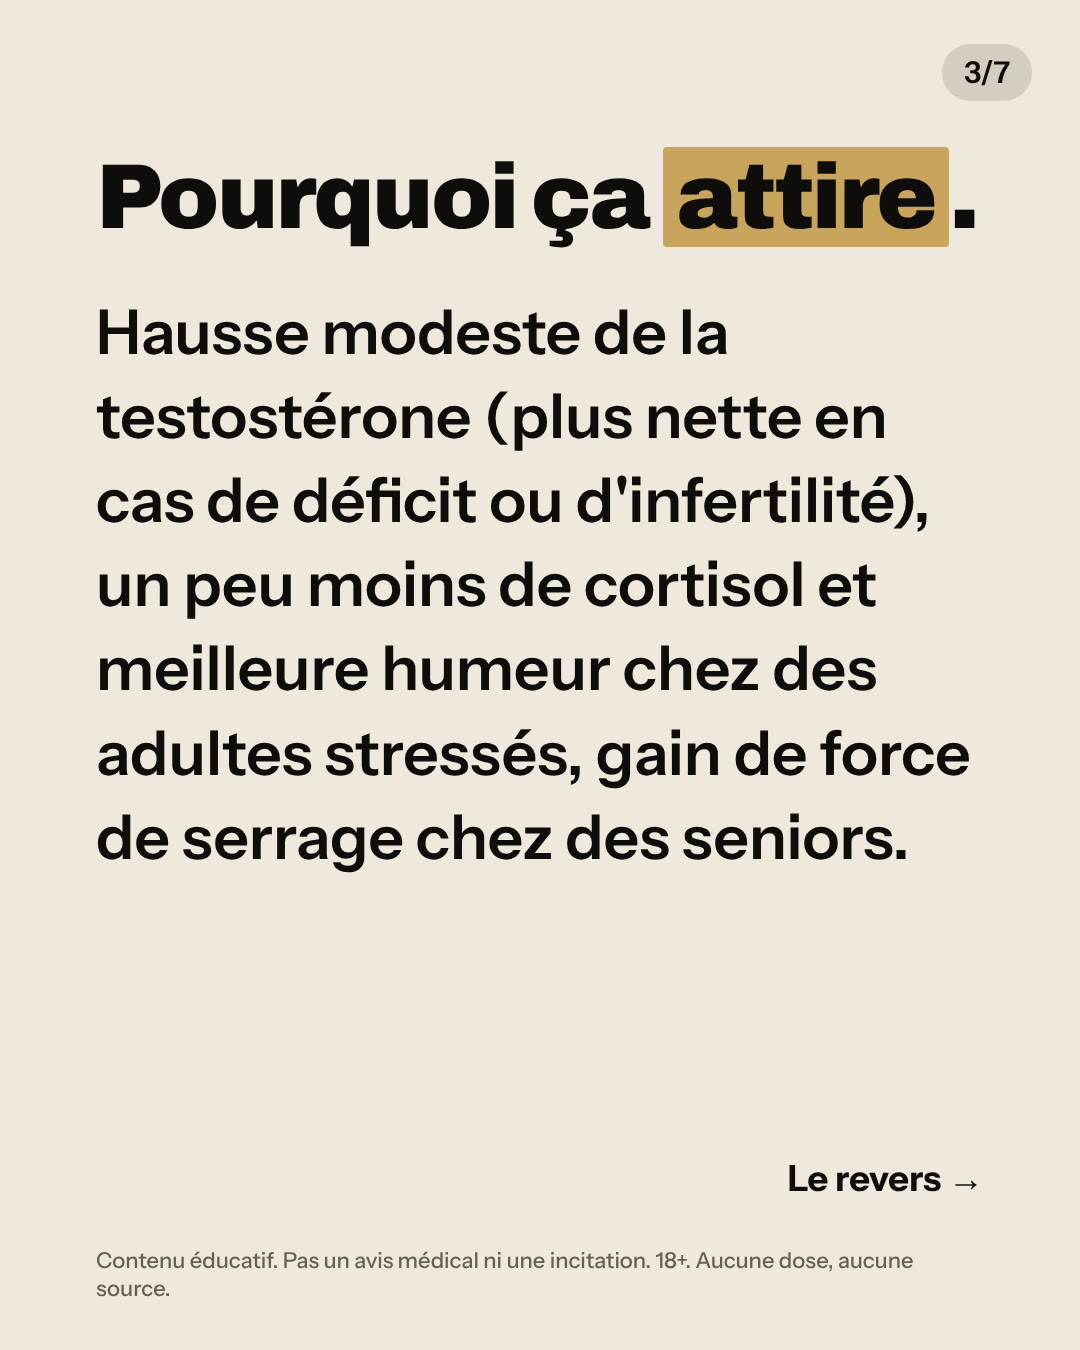 3/7
Pourquoi ça attire.
Hausse modeste de la
testostérone (plus nette en
cas de déficit ou d'infertilité),
un peu moins de cortisol et
meilleure humeur chez des
adultes stressés, gain de force
de serrage chez des seniors.
Le revers →
Contenu éducatif. Pas un avis médical ni une incitation. 18+. Aucune dose, aucune
source.